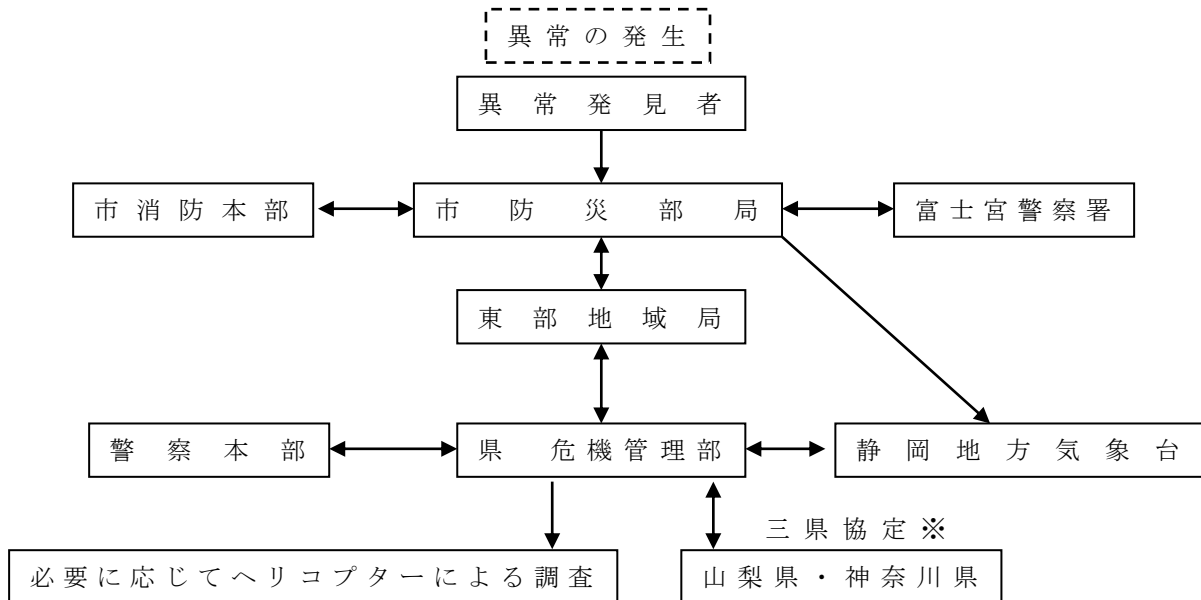 異常の発生
異常発見者
市消防本部
市防災部局
富士宮警察署
東部地域局
警察本部
県 危機管理部
静岡地方気象台
三県協定※
必要に応じてヘリコプターによる調査
山梨県・神奈川県